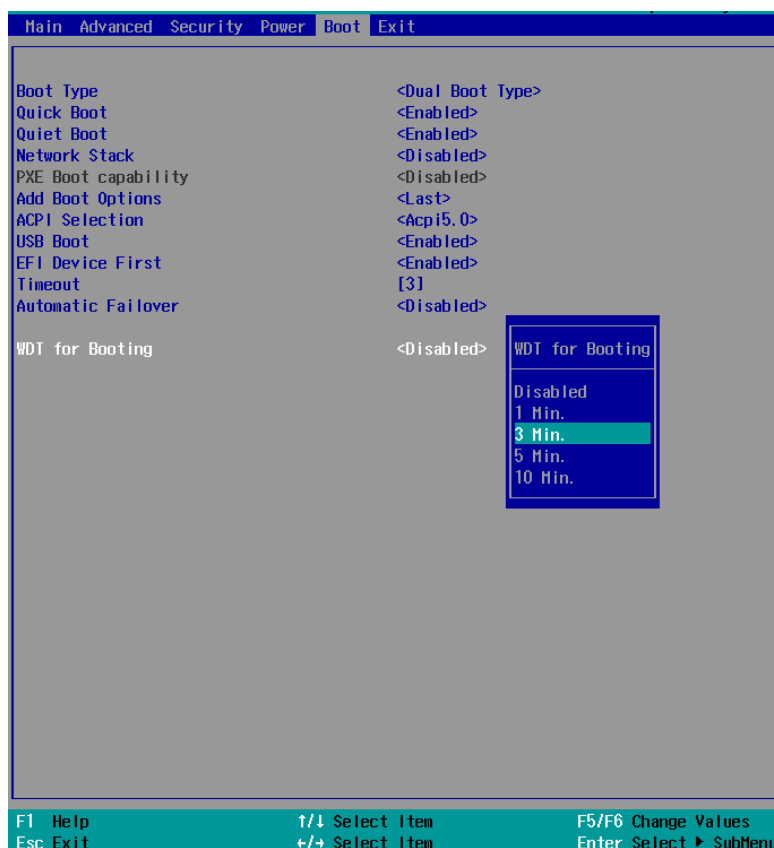 Main Advanced Security Power Boot Exit
Boot Type <Dual Boot Type>
Quick Boot <Enabled>
Quiet Boot <Enabled>
Network Stack <Disabled>
PXE Boot capability <Disabled>
Add Boot Options <Last>
ACPI Selection <Acpi5.0>
USB Boot <Enabled>
EFI Device First <Enabled>
Timeout [3]
Automatic Failover <Disabled>
WDT for Booting <Disabled>
WDT for Booting
Disabled
1 Min.
3 Min.
5 Min.
10 Min.
F1 Help ↑/↓ Select Item F5/F6 Change Values
Esc Exit ←/→ Select Item Enter Select ▶ SubMenu